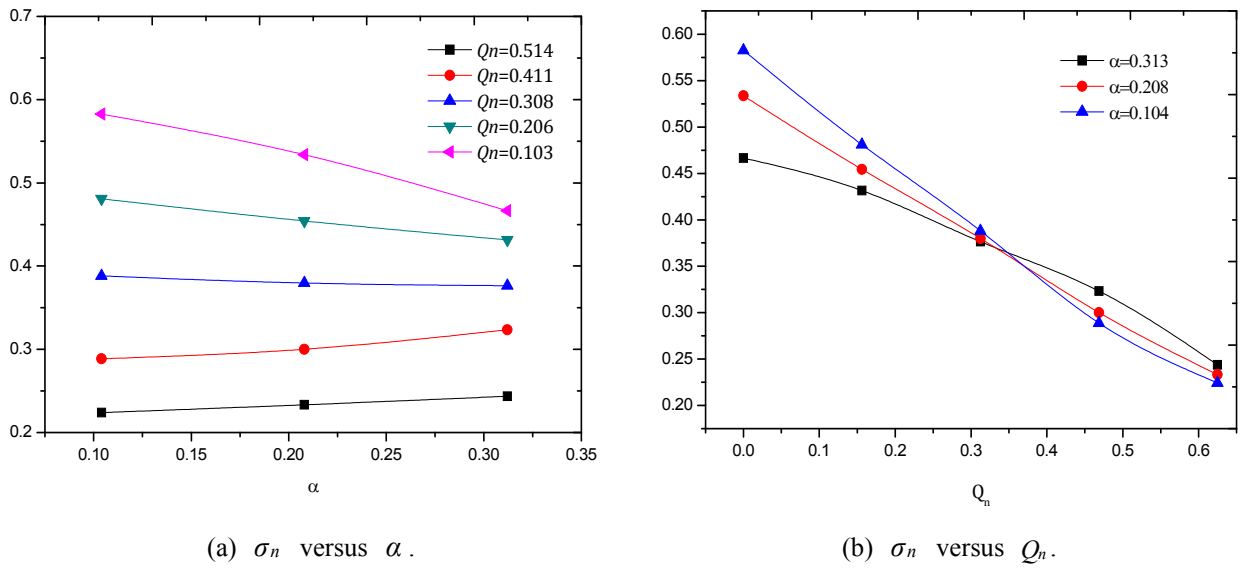 0.7
0.6
0.5
0.4
0.3
0.2
0.10 0.15 0.20 0.25 0.30 0.35
α
Qn=0.514
Qn=0.411
Qn=0.308
Qn=0.206
Qn=0.103
(a) σn versus α.
0.60
0.55
0.50
0.45
0.40
0.35
0.30
0.25
0.20
0.0 0.1 0.2 0.3 0.4 0.5 0.6
Qn
α=0.313
α=0.208
α=0.104
(b) σn versus Qn.